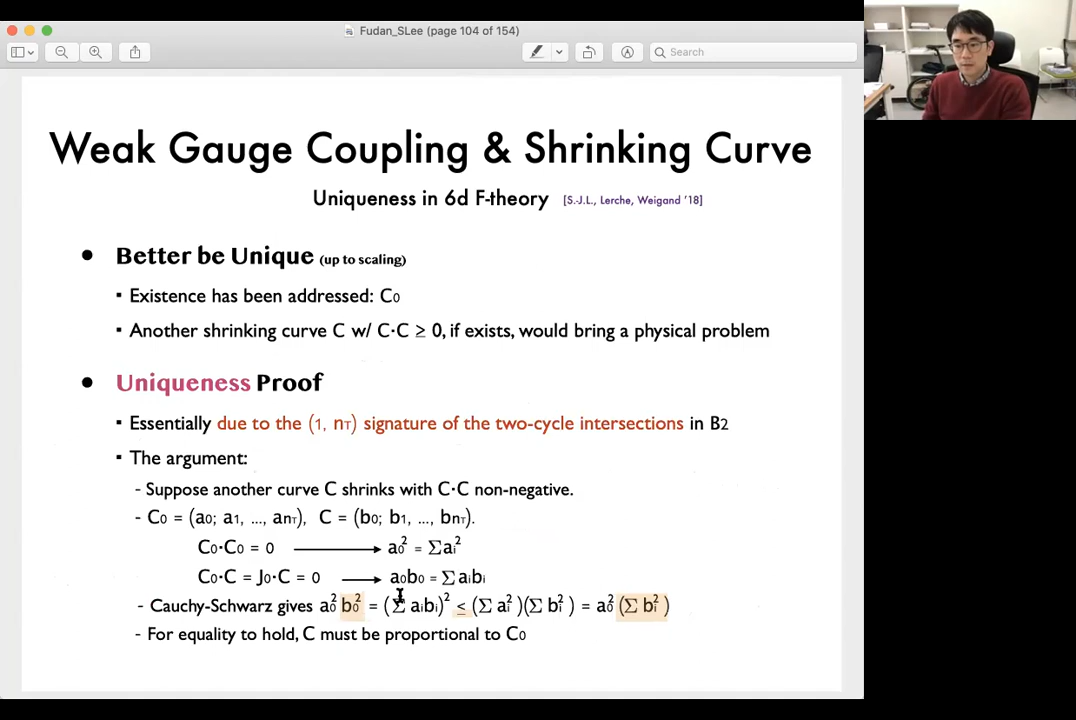 Fudan_SLee (page 104 of 154)
Search
Weak Gauge Coupling & Shrinking Curve
Uniqueness in 6d F-theory [S.-J.L., Lerche, Weigand '18]
• Better be Unique (up to scaling)
▪ Existence has been addressed: C₀
▪ Another shrinking curve C w/ C·C ≥ 0, if exists, would bring a physical problem
• Uniqueness Proof
▪ Essentially due to the (1, n_T) signature of the two-cycle intersections in B2
▪ The argument:
- Suppose another curve C shrinks with C·C non-negative.
- C₀ = (a₀; a₁, ..., a_{n_T}), C = (b₀; b₁, ..., b_{n_T}).
C₀·C₀ = 0 ⟶ a₀² = Σaᵢ²
C₀·C = J₀·C = 0 ⟶ a₀b₀ = Σaᵢbᵢ
- Cauchy-Schwarz gives a₀² b₀² = (Σ aᵢbᵢ)² ≤ (Σ aᵢ²)(Σ bᵢ²) = a₀² (Σ bᵢ²)
- For equality to hold, C must be proportional to C₀